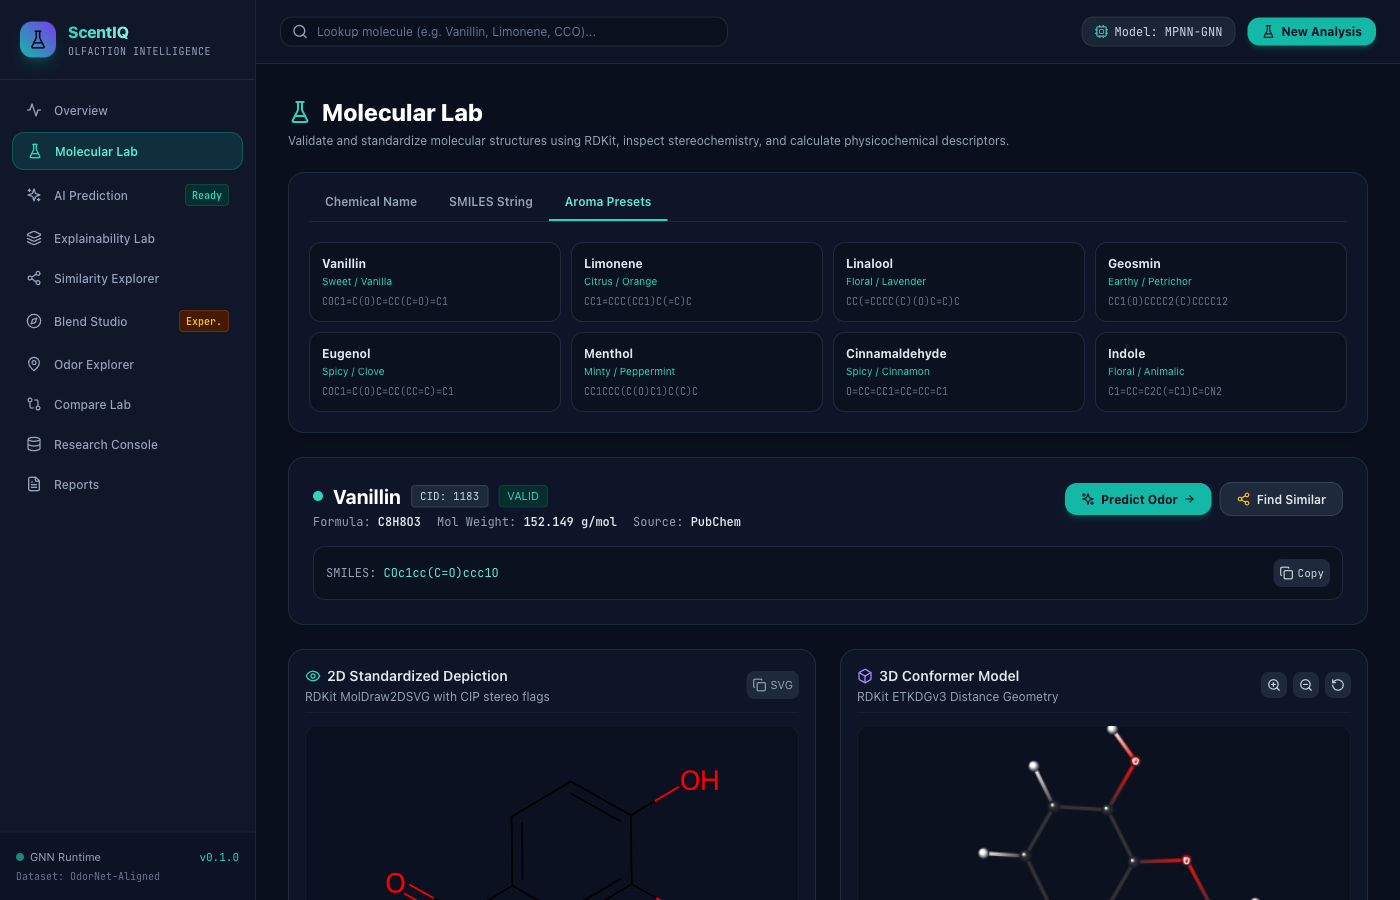 ScentIQ
OLFACTION INTELLIGENCE
Overview
Molecular Lab
AI Prediction
Ready
Explainability Lab
Similarity Explorer
Blend Studio
Exper.
Odor Explorer
Compare Lab
Research Console
Reports
GNN Runtime
v0.1.0
Dataset: OdorNet-Aligned
Lookup molecule (e.g. Vanillin, Limonene, CCO)...
Model: MPNN-GNN
New Analysis
Molecular Lab
Validate and standardize molecular structures using RDKit, inspect stereochemistry, and calculate physicochemical descriptors.
Chemical Name
SMILES String
Aroma Presets
Vanillin
Sweet / Vanilla
COC1=C(O)C=CC(C=O)=C1
Limonene
Citrus / Orange
CC1=CCC(CC1)C(=C)C
Linalool
Floral / Lavender
CC(=CCCC(C)(O)C=C)C
Geosmin
Earthy / Petrichor
CC1(O)CCCC2(C)CCCC12
Eugenol
Spicy / Clove
COC1=C(O)C=CC(CC=C)=C1
Menthol
Minty / Peppermint
CC1CCC(C(O)C1)C(C)C
Cinnamaldehyde
Spicy / Cinnamon
O=CC=CC1=CC=CC=C1
Indole
Floral / Animalic
C1=CC=C2C(=C1)C=CN2
Vanillin
CID: 1183
VALID
Predict Odor →
Find Similar
Formula: C8H8O3 Mol Weight: 152.149 g/mol Source: PubChem
SMILES: COc1cc(C=O)ccc1O
Copy
2D Standardized Depiction
RDKit MolDraw2DSVG with CIP stereo flags
SVG
OH
O
3D Conformer Model
RDKit ETKDGv3 Distance Geometry
O
O